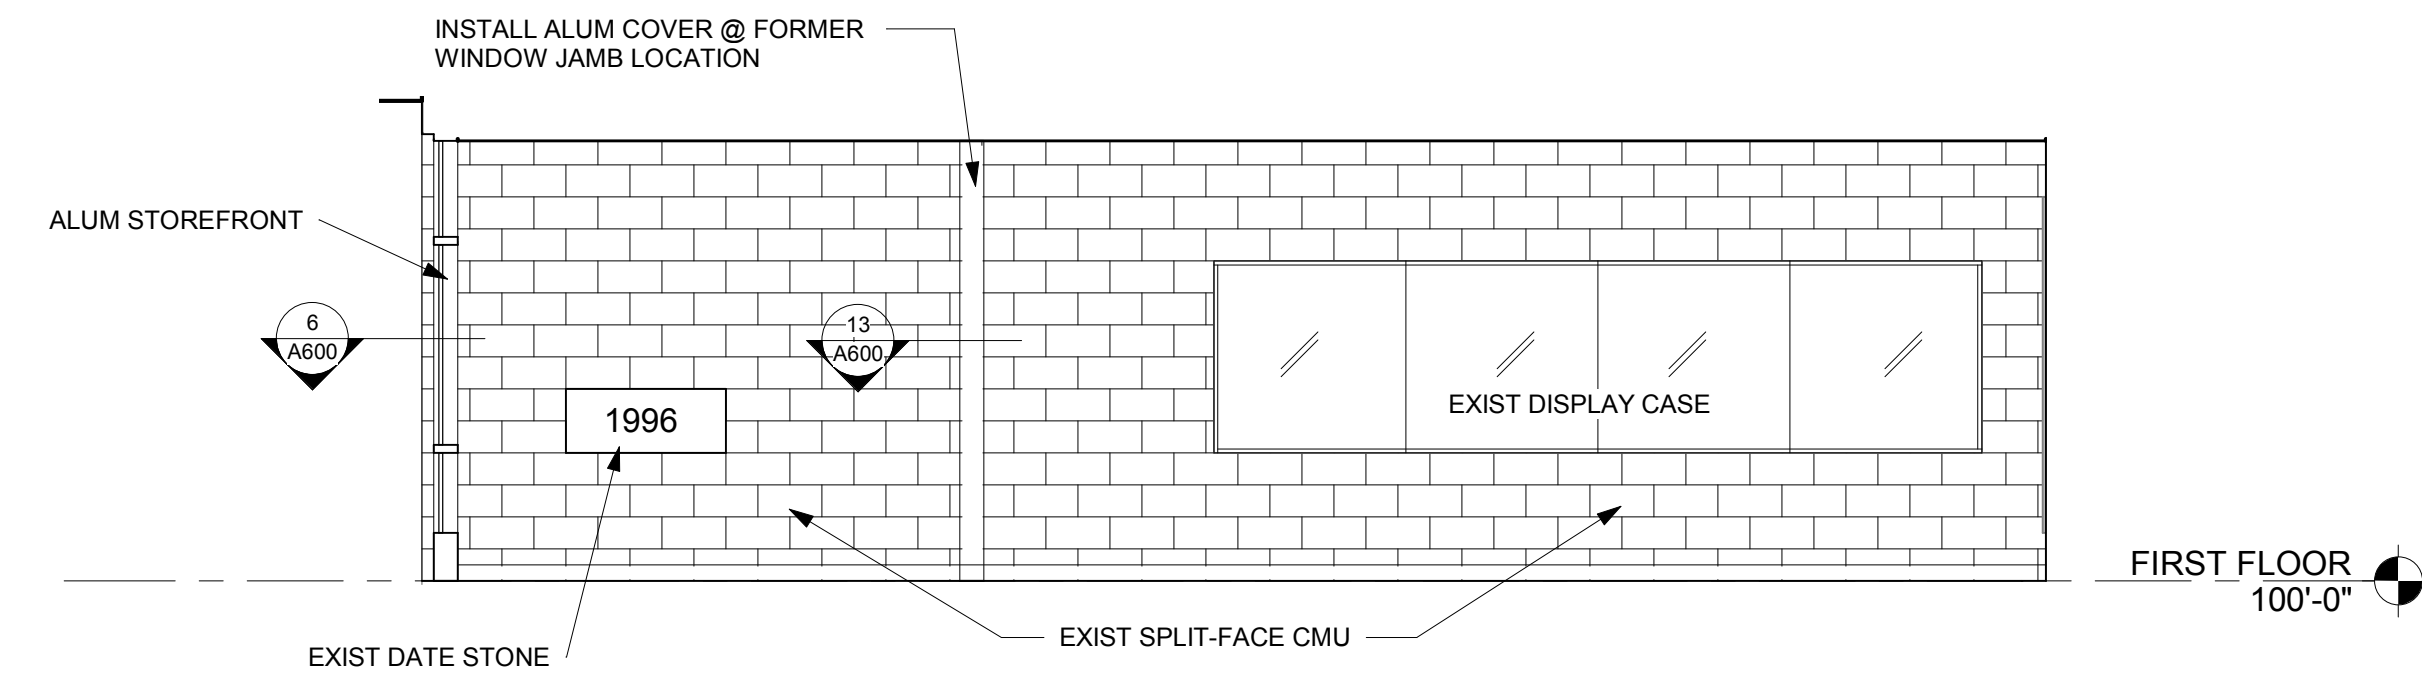 INSTALL ALUM COVER @ FORMER
WINDOW JAMB LOCATION
ALUM STOREFRONT
6
A600
13
A600
1996
EXIST DISPLAY CASE
FIRST FLOOR
100'-0"
EXIST SPLIT-FACE CMU
EXIST DATE STONE